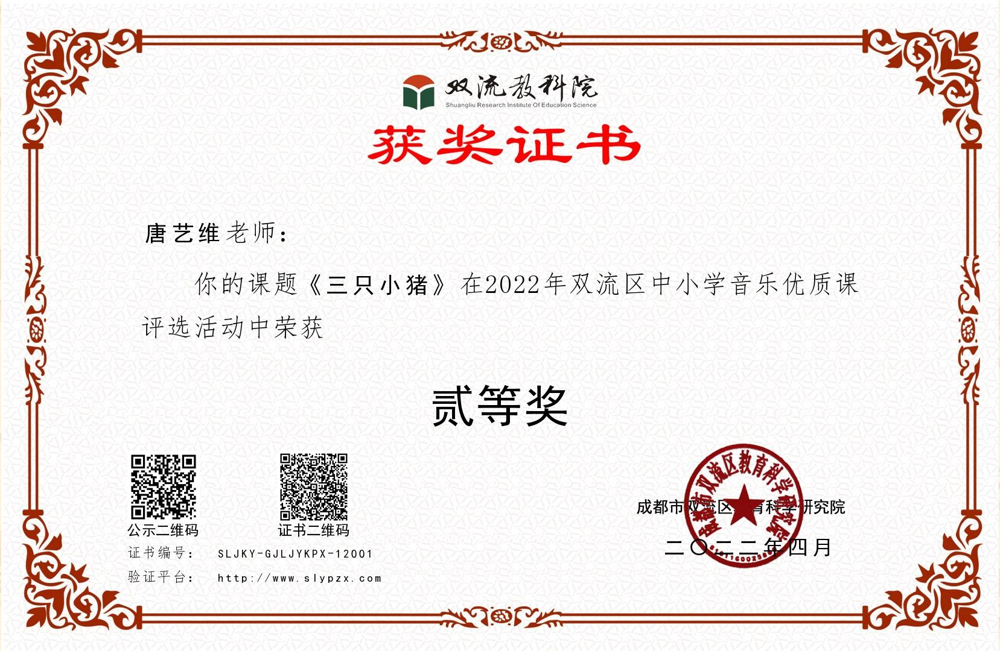 双流教科院
Shuangliu Research Institute Of Education Science
获奖证书
唐艺维老师：
你的课题《三只小猪》在2022年双流区中小学音乐优质课
评选活动中荣获
贰等奖
公示二维码
证书二维码
证书编号： SLJKY-GJLJYKPX-12001
验证平台： http://www.slypzx.com
成都市双流区教育科学研究院
成都市双流区教育科学研究院
二〇二二年四月